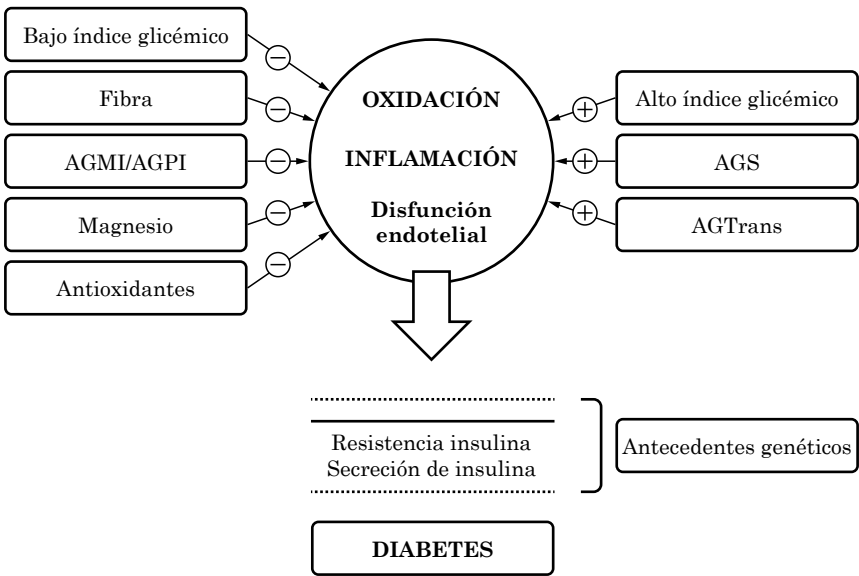 Bajo índice glicémico
Fibra
AGMI/AGPI
Magnesio
Antioxidantes
−
−
−
−
−
OXIDACIÓN
INFLAMACIÓN
Disfunción
endotelial
+
+
+
Alto índice glicémico
AGS
AGTrans
Resistencia insulina
Secreción de insulina
Antecedentes genéticos
DIABETES